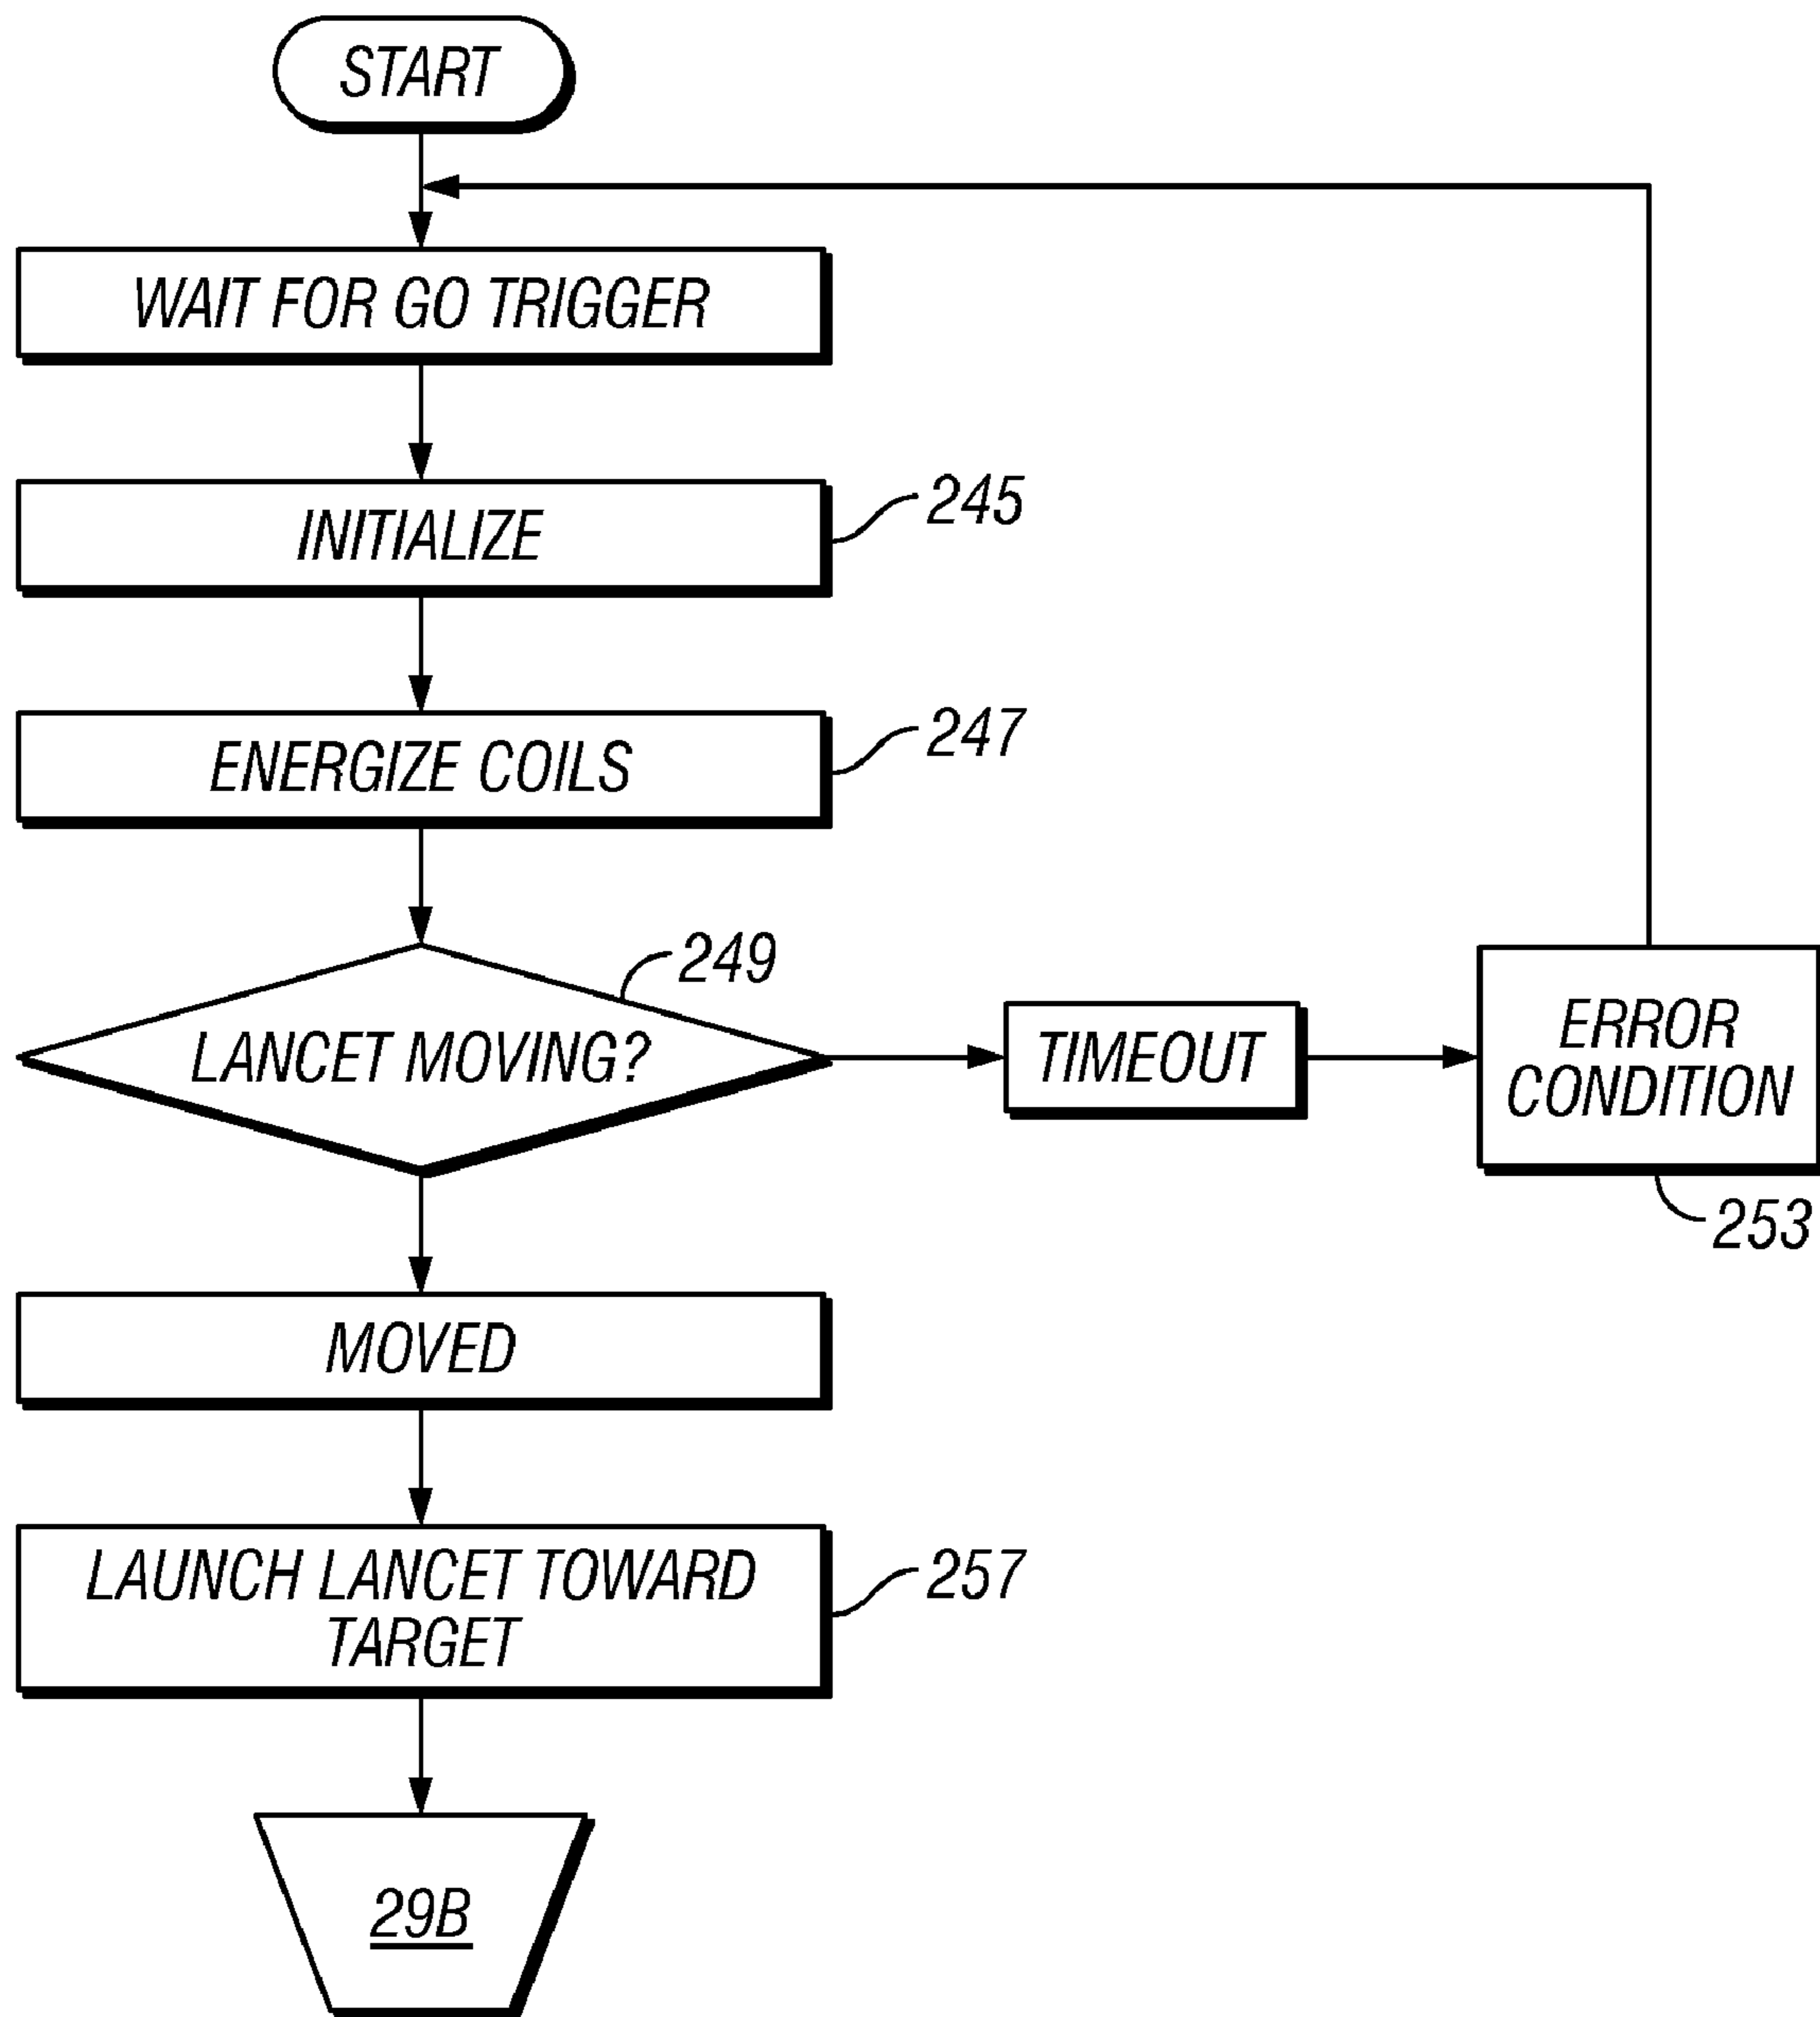 START
WAIT FOR GO TRIGGER
INITIALIZE
245
ENERGIZE COILS
247
249
LANCET MOVING?
TIMEOUT
ERROR
CONDITION
253
MOVED
LAUNCH LANCET TOWARD
TARGET
257
29B